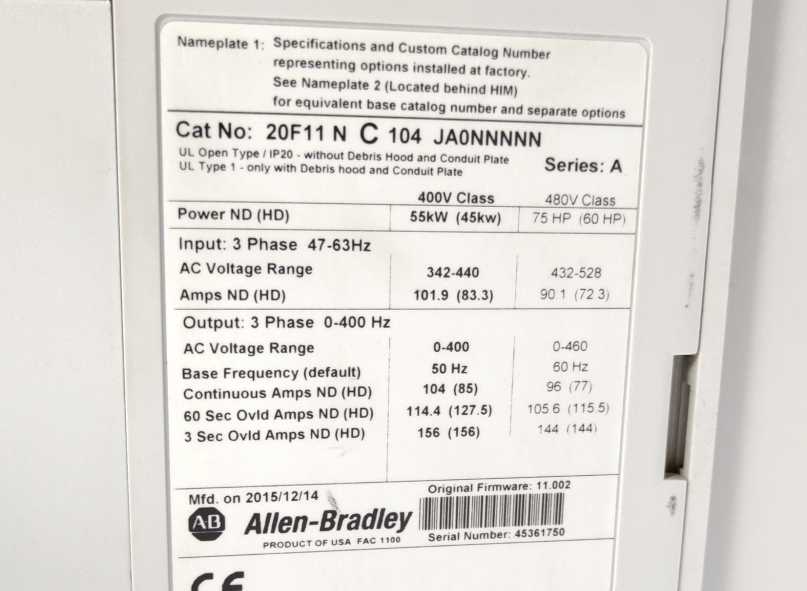 Nameplate 1: Specifications and Custom Catalog Number
representing options installed at factory.
See Nameplate 2 (Located behind HIM)
for equivalent base catalog number and separate options
Cat No: 20F11 N C 104 JA0NNNNN
UL Open Type / IP20 - without Debris Hood and Conduit Plate
UL Type 1 - only with Debris hood and Conduit Plate
Series: A
400V Class 480V Class
Power ND (HD) 55kW (45kw) 75 HP (60 HP)
Input: 3 Phase 47-63Hz
AC Voltage Range 342-440 432-528
Amps ND (HD) 101.9 (83.3) 90.1 (72.3)
Output: 3 Phase 0-400 Hz
AC Voltage Range 0-400 0-460
Base Frequency (default) 50 Hz 60 Hz
Continuous Amps ND (HD) 104 (85) 96 (77)
60 Sec Ovld Amps ND (HD) 114.4 (127.5) 105.6 (115.5)
3 Sec Ovld Amps ND (HD) 156 (156) 144 (144)
Mfd. on 2015/12/14 Original Firmware: 11.002
AB Allen-Bradley
PRODUCT OF USA FAC 1100 Serial Number: 45361750
CE